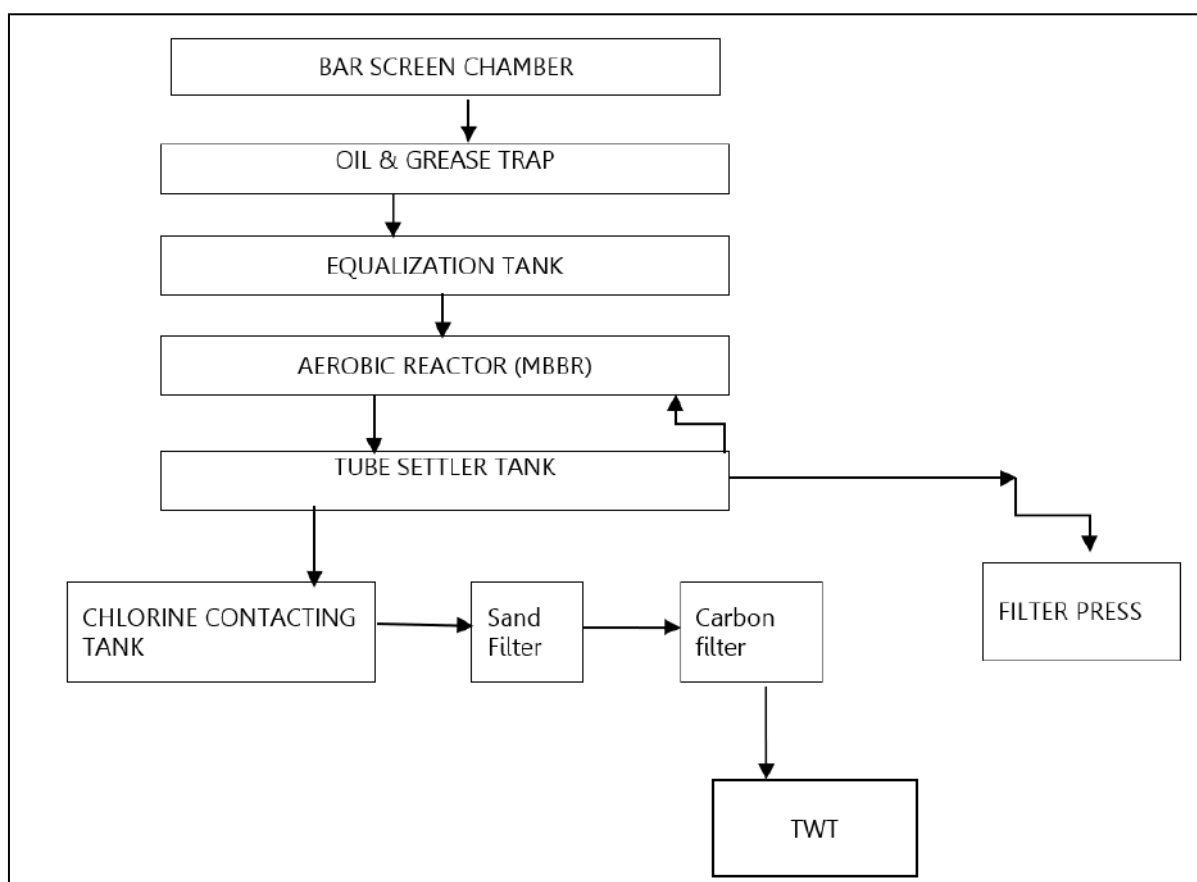 BAR SCREEN CHAMBER
OIL & GREASE TRAP
EQUALIZATION TANK
AEROBIC REACTOR (MBBR)
TUBE SETTLER TANK
CHLORINE CONTACTING
TANK
Sand
Filter
Carbon
filter
FILTER PRESS
TWT